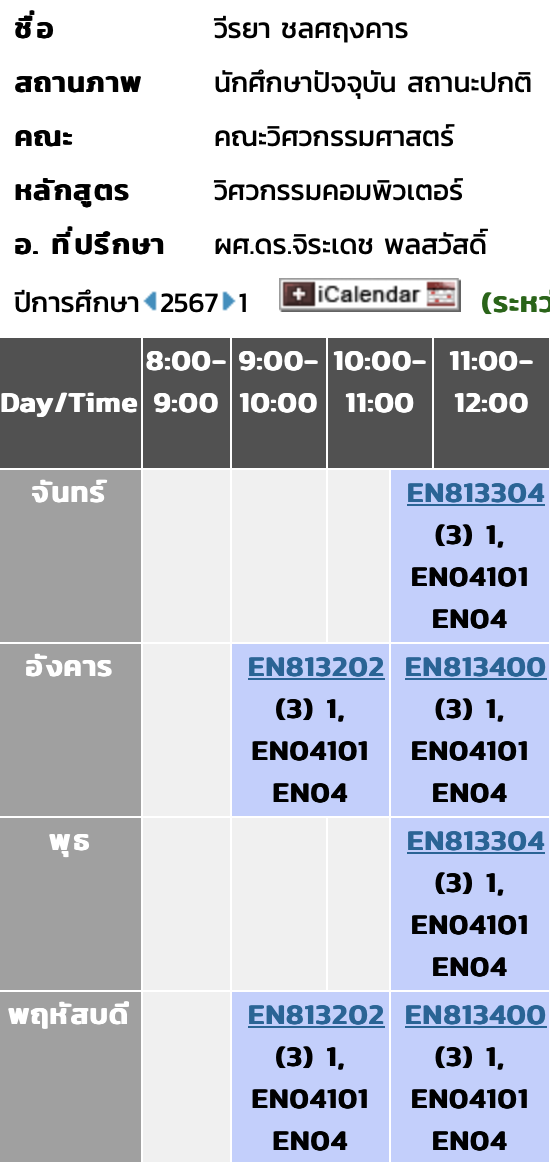 ชื่อ วีรยา ชลศฤงคาร
สถานภาพ นักศึกษาปัจจุบัน สถานะปกติ
คณะ คณะวิศวกรรมศาสตร์
หลักสูตร วิศวกรรมคอมพิวเตอร์
อ. ที่ปรึกษา ผศ.ดร.จิระเดช พลสวัสดิ์
ปีการศึกษา 2567 1 iCalendar (ระหว่
Day/Time 8:00-9:00 9:00-10:00 10:00-11:00 11:00-12:00
จันทร์ EN813304
(3) 1,
EN04101
EN04
อังคาร EN813202 EN813400
(3) 1, (3) 1,
EN04101 EN04101
EN04 EN04
พุธ EN813304
(3) 1,
EN04101
EN04
พฤหัสบดี EN813202 EN813400
(3) 1, (3) 1,
EN04101 EN04101
EN04 EN04